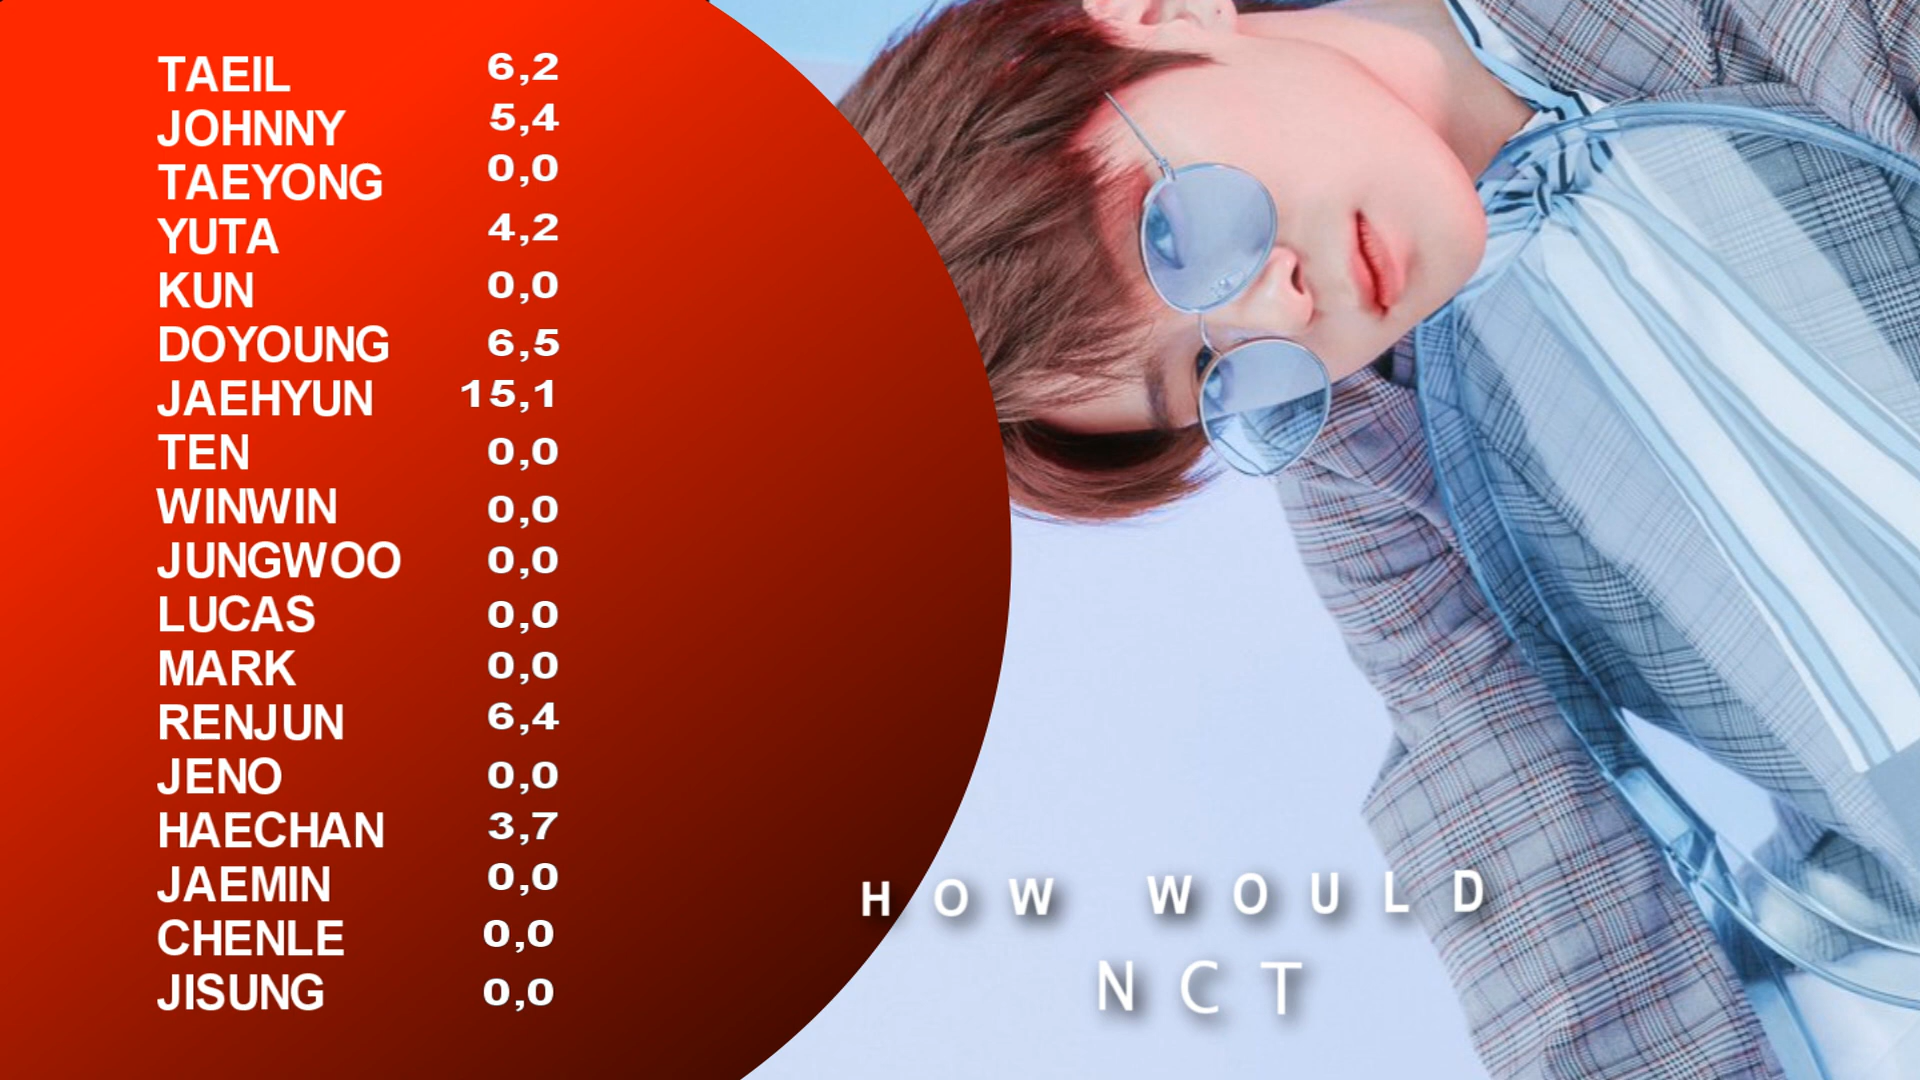 TAEIL 6,2
JOHNNY 5,4
TAEYONG 0,0
YUTA 4,2
KUN 0,0
DOYOUNG 6,5
JAEHYUN 15,1
TEN 0,0
WINWIN 0,0
JUNGWOO 0,0
LUCAS 0,0
MARK 0,0
RENJUN 6,4
JENO 0,0
HAECHAN 3,7
JAEMIN 0,0
CHENLE 0,0
JISUNG 0,0
HOW WOULD
NCT